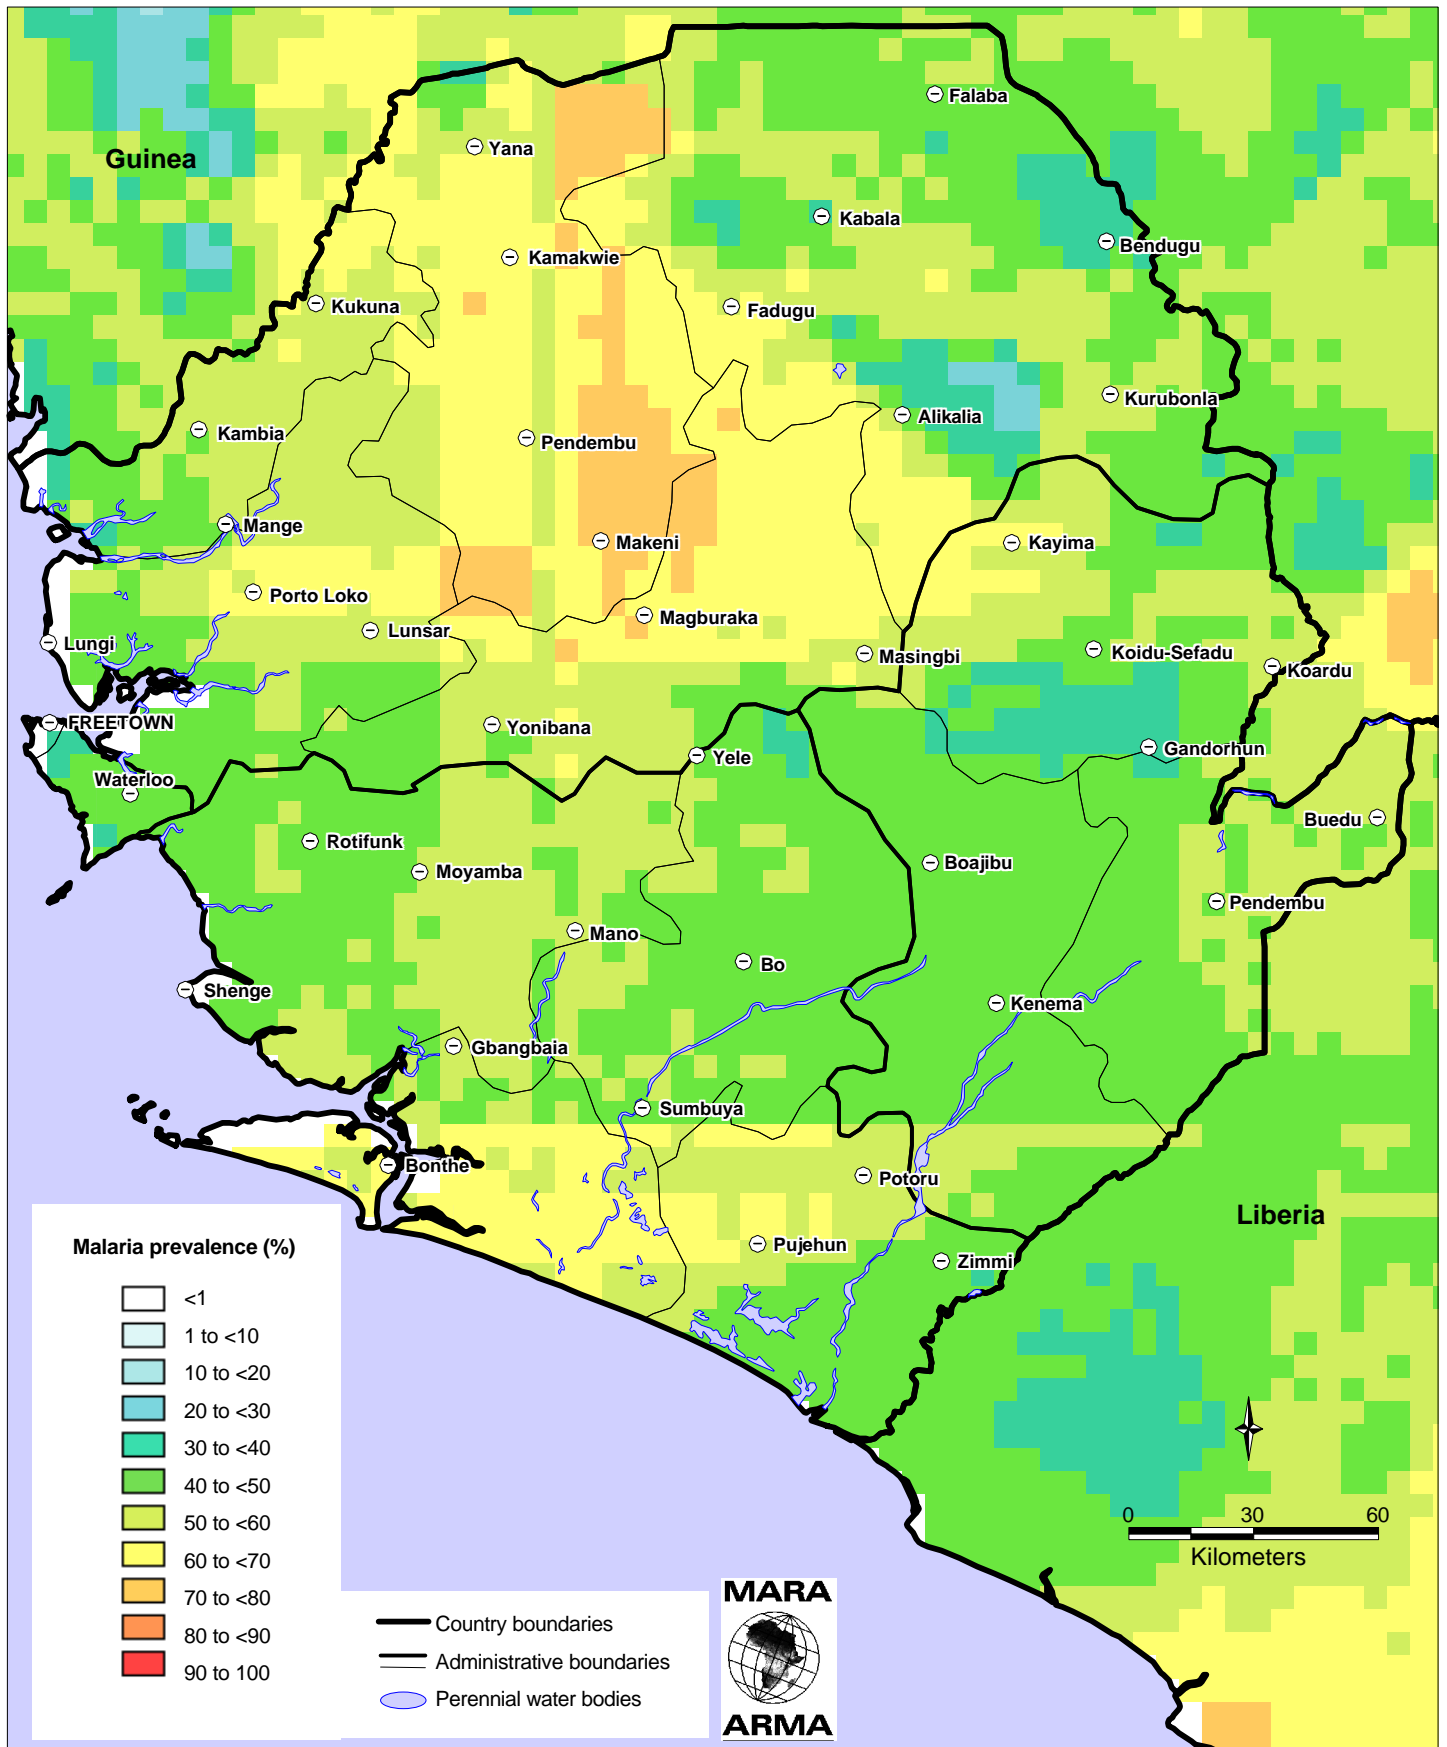 Falaba
Guinea
Yana
Kabala
Bendugu
Kamakwie
Kukuna
Fadugu
Kurubonla
Alikalia
Kambia
Pendembu
Mange
Makeni
Kayima
Porto Loko
Magburaka
Lunsar
Lungi
Masingbi
Koidu-Sefadu
Koardu
FREETOWN
Yonibana
Gandorhun
Yele
Waterloo
Buedu
Rotifunk
Boajibu
Moyamba
Pendembu
Mano
Bo
Shenge
Kenema
Gbangbaia
Sumbuya
Bonthe
Potoru
Liberia
Pujehun
Zimmi
Malaria prevalence (%)
<1
1 to <10
10 to <20
20 to <30
30 to <40
40 to <50
50 to <60
60 to <70
70 to <80
80 to <90
90 to 100
0 30 60
Kilometers
Country boundaries
Administrative boundaries
Perennial water bodies
MARA
ARMA